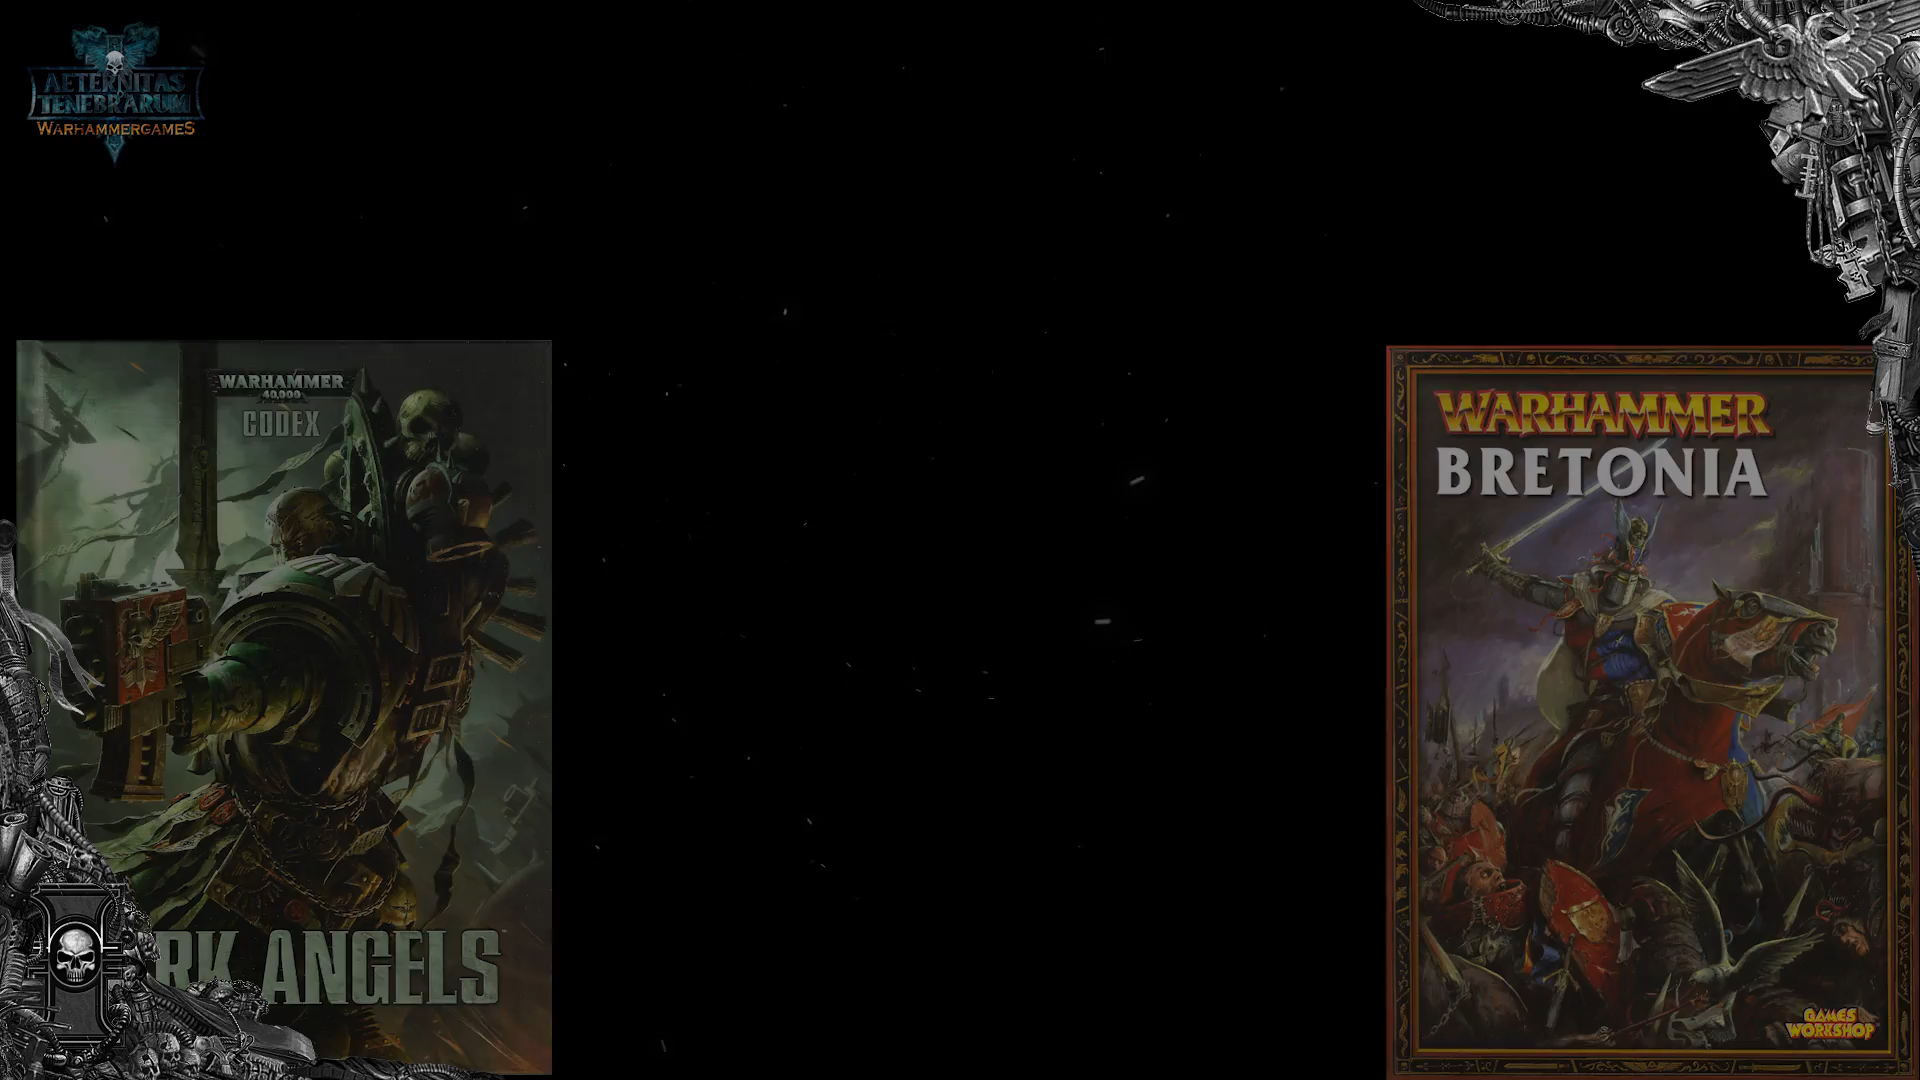 AETERNITAS
TENEBRARUM
WARHAMMERGAMES
WARHAMMER
40,000
CODEX
RK ANGELS
WARHAMMER
BRETONIA
GAMES
WORKSHOP